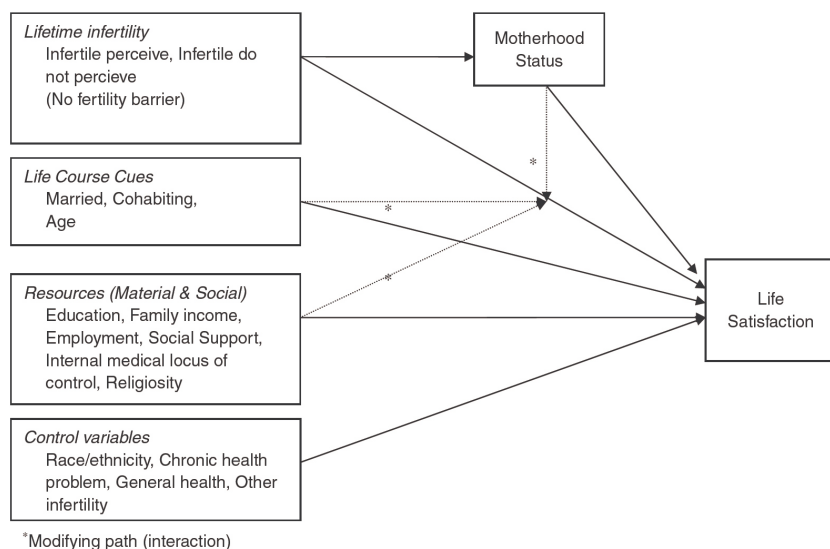 Lifetime infertility
Infertile perceive, Infertile do
not percieve
(No fertility barrier)
Motherhood
Status
*
Life Course Cues
Married, Cohabiting,
Age
*
*
Resources (Material & Social)
Education, Family income,
Employment, Social Support,
Internal medical locus of
control, Religiosity
Life
Satisfaction
Control variables
Race/ethnicity, Chronic health
problem, General health, Other
infertility
*Modifying path (interaction)